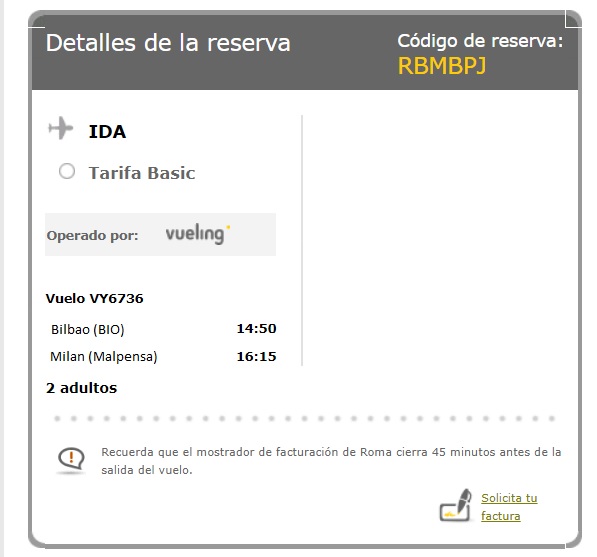 Detalles de la reserva
Código de reserva:
RBMBPJ
IDA
Tarifa Basic
Operado por: vueling
Vuelo VY6736
Bilbao (BIO) 14:50
Milan (Malpensa) 16:15
2 adultos
Recuerda que el mostrador de facturación de Roma cierra 45 minutos antes de la
salida del vuelo.
Solicita tu
factura